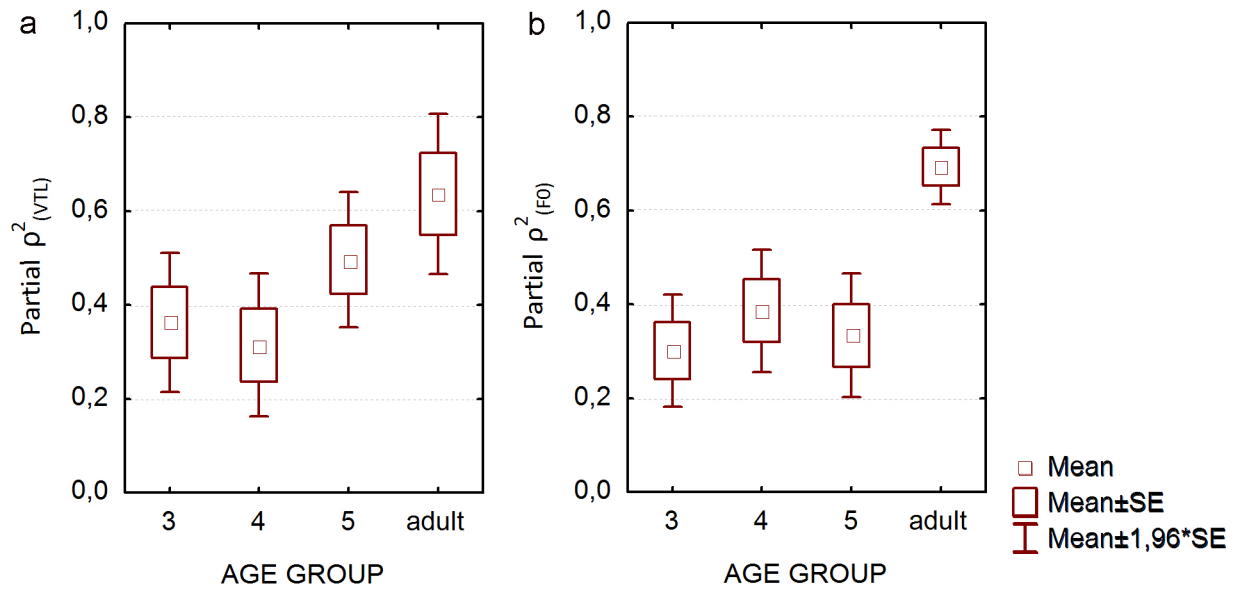 a
1,0
0,8
0,6
0,4
0,2
0,0
Partial ρ²(VTL)
3 4 5 adult
AGE GROUP
b
1,0
0,8
0,6
0,4
0,2
0,0
Partial ρ²(F0)
3 4 5 adult
AGE GROUP
Mean
Mean±SE
Mean±1,96*SE